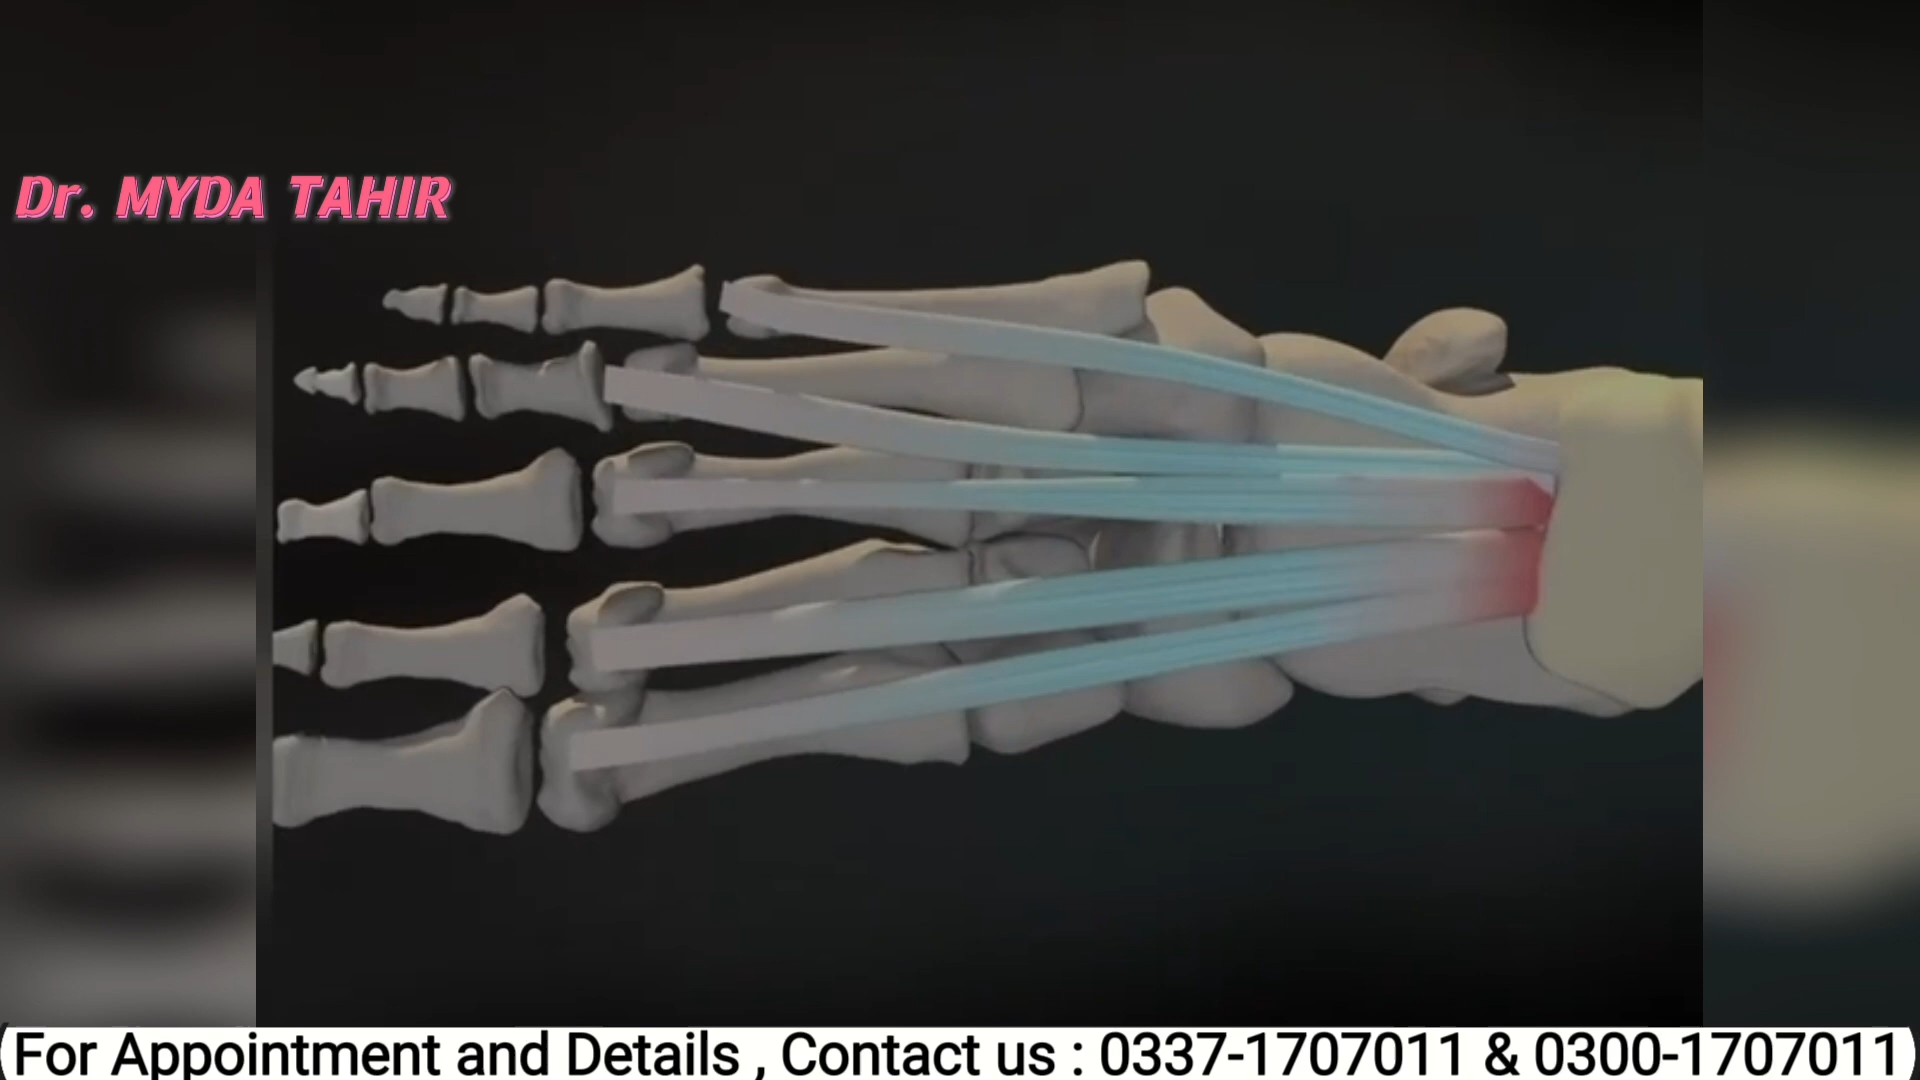 Dr. MYDA TAHIR
For Appointment and Details , Contact us : 0337-1707011 & 0300-1707011